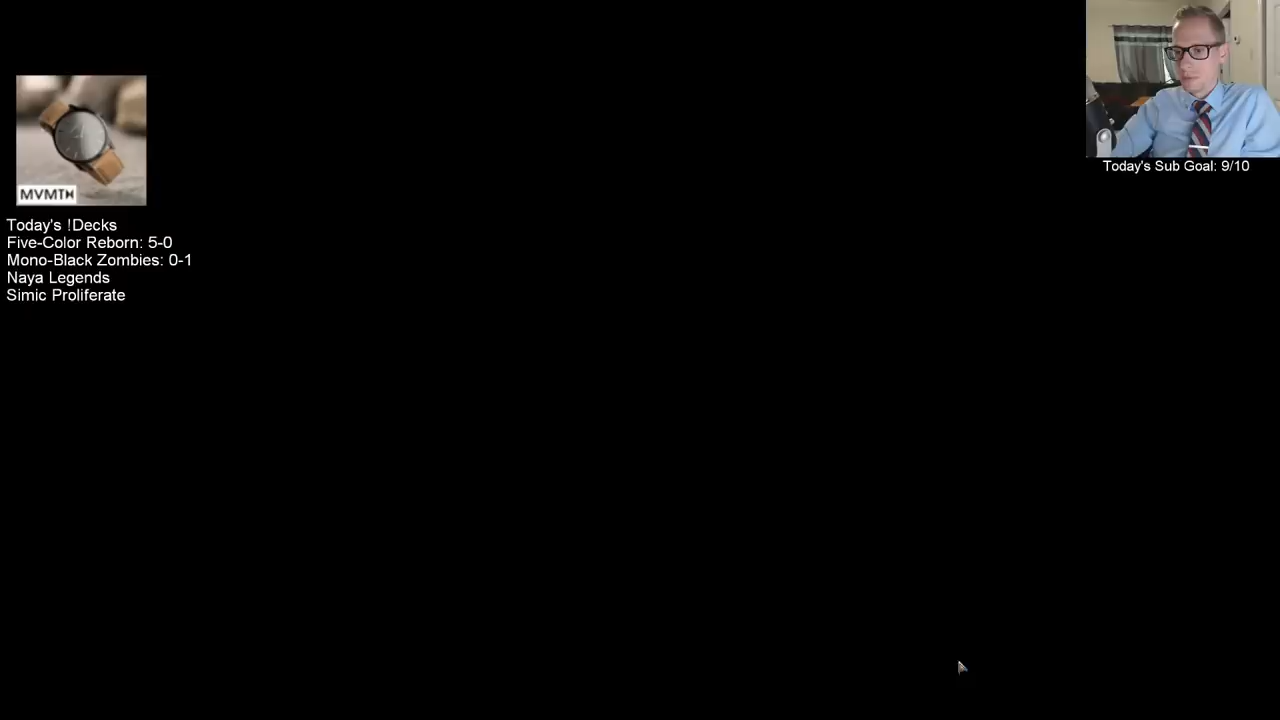 MVMT
Today's !Decks
Five-Color Reborn: 5-0
Mono-Black Zombies: 0-1
Naya Legends
Simic Proliferate
Today's Sub Goal: 9/10